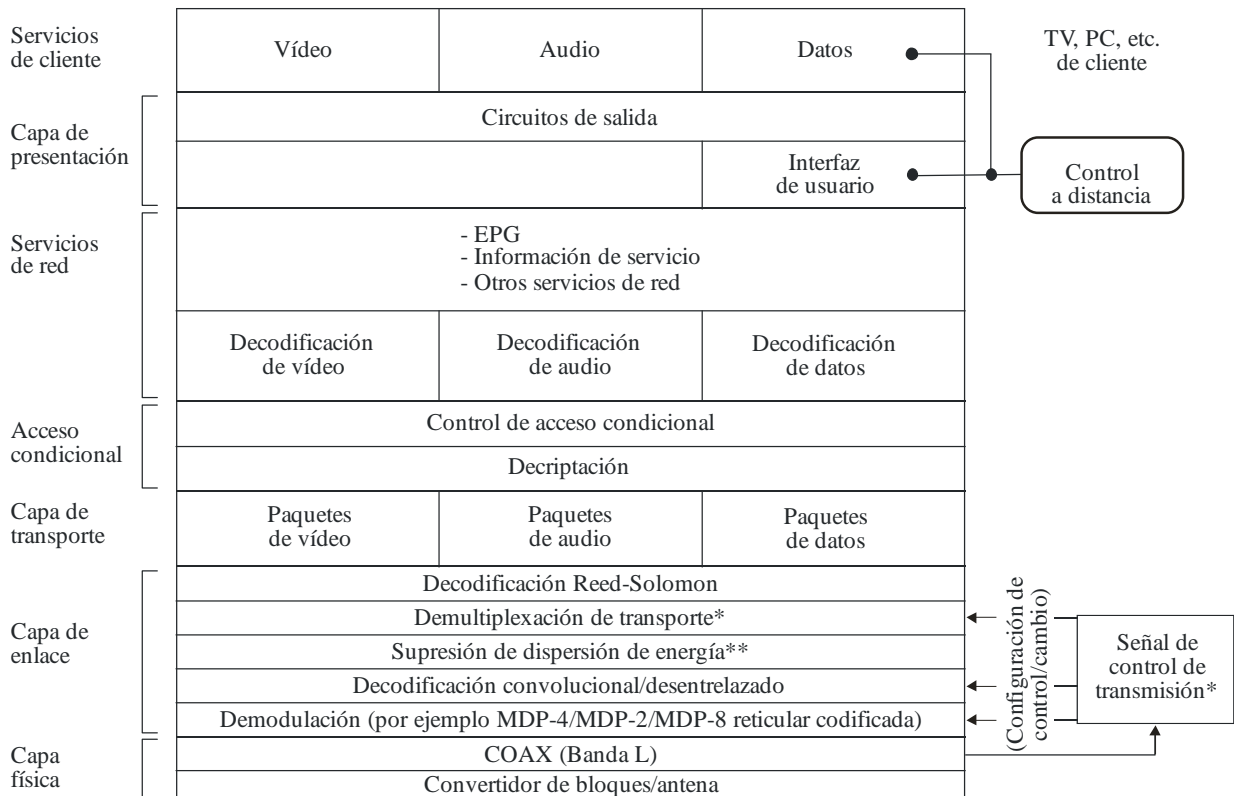 Servicios
de cliente
Vídeo
Audio
Datos
TV, PC, etc.
de cliente
Capa de
presentación
Circuitos de salida
Interfaz
de usuario
Control
a distancia
Servicios
de red
- EPG
- Información de servicio
- Otros servicios de red
Decodificación
de vídeo
Decodificación
de audio
Decodificación
de datos
Acceso
condicional
Control de acceso condicional
Decriptación
Capa de
transporte
Paquetes
de vídeo
Paquetes
de audio
Paquetes
de datos
Capa de
enlace
Decodificación Reed-Solomon
Demultiplexación de transporte*
Supresión de dispersión de energía**
Decodificación convolucional/desentrelazado
Demodulación (por ejemplo MDP-4/MDP-2/MDP-8 reticular codificada)
(Configuración de
control/cambio)
Señal de
control de
transmisión*
Capa
física
COAX (Banda L)
Convertidor de bloques/antena